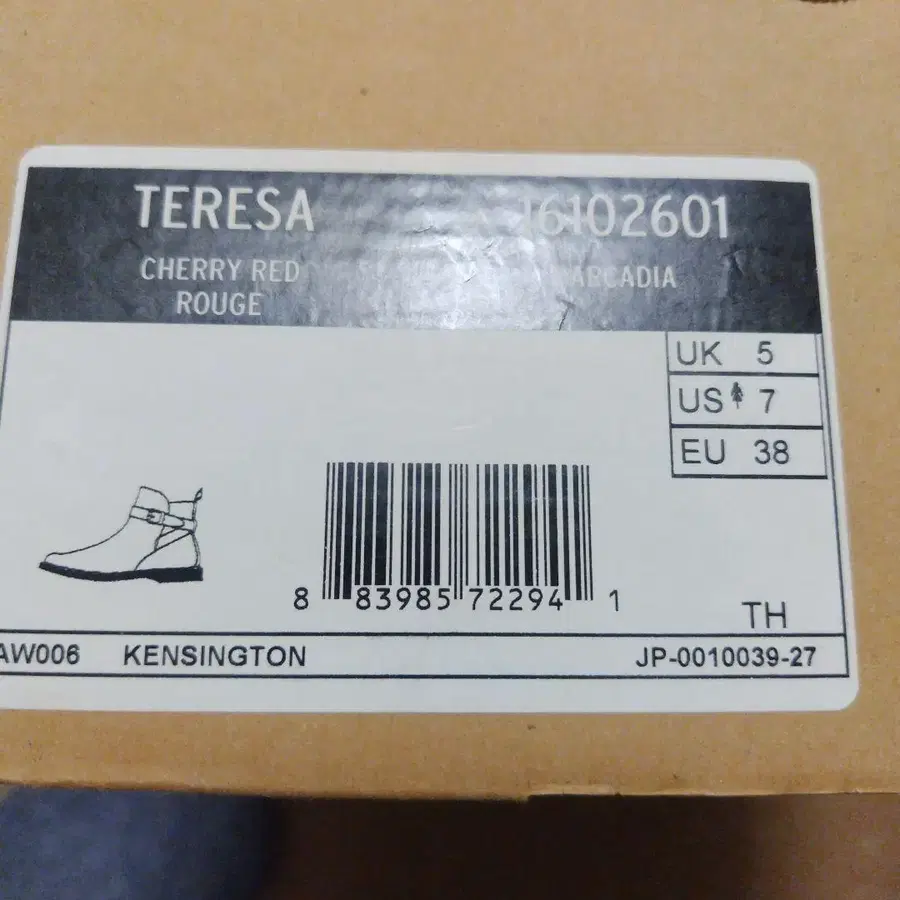 TERESA 16102601
CHERRY RED ARCADIA
ROUGE
UK 5
US 7
EU 38
8 83985 72294 1
TH
AW006 KENSINGTON JP-0010039-27